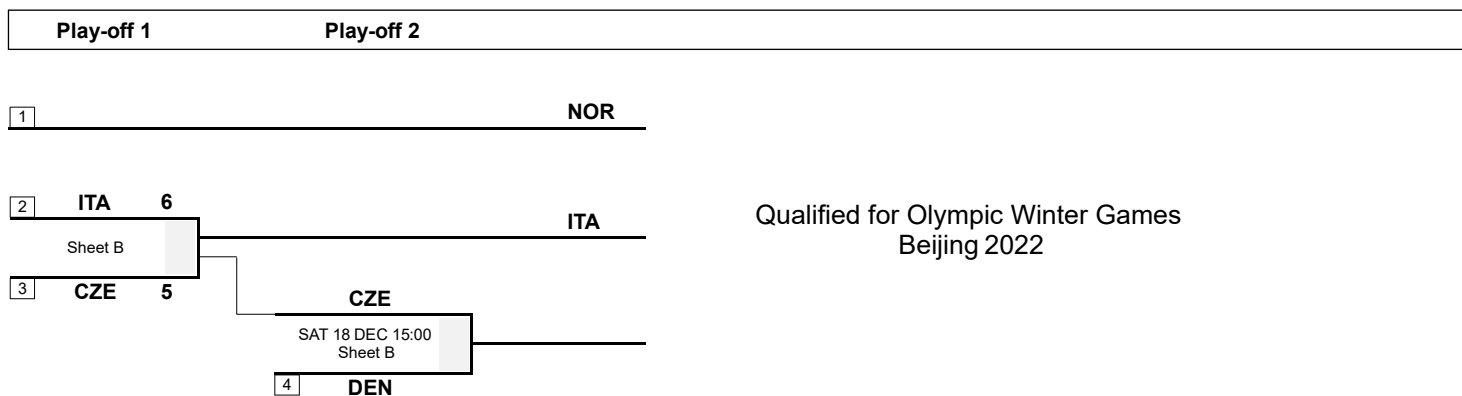 Play-off 1 Play-off 2
1 NOR
2 ITA 6
ITA
Qualified for Olympic Winter Games
Beijing 2022
Sheet B
3 CZE 5
CZE
SAT 18 DEC 15:00
Sheet B
4 DEN